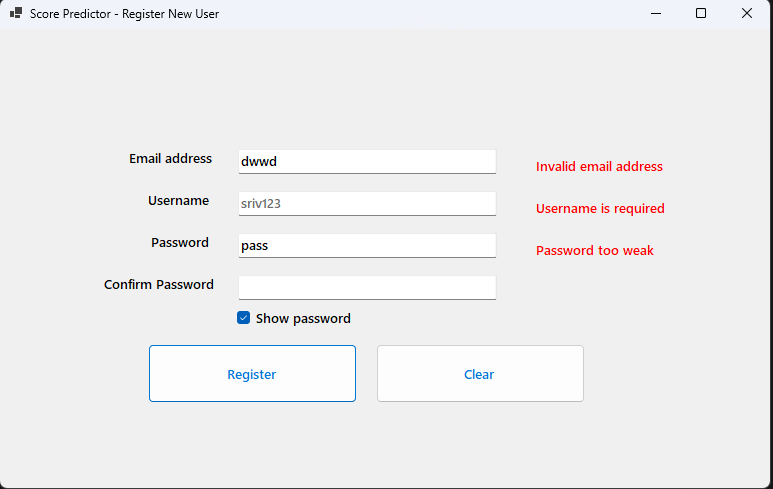 Score Predictor - Register New User
Email address dwwd Invalid email address
Username sriv123 Username is required
Password pass Password too weak
Confirm Password
Show password
Register Clear